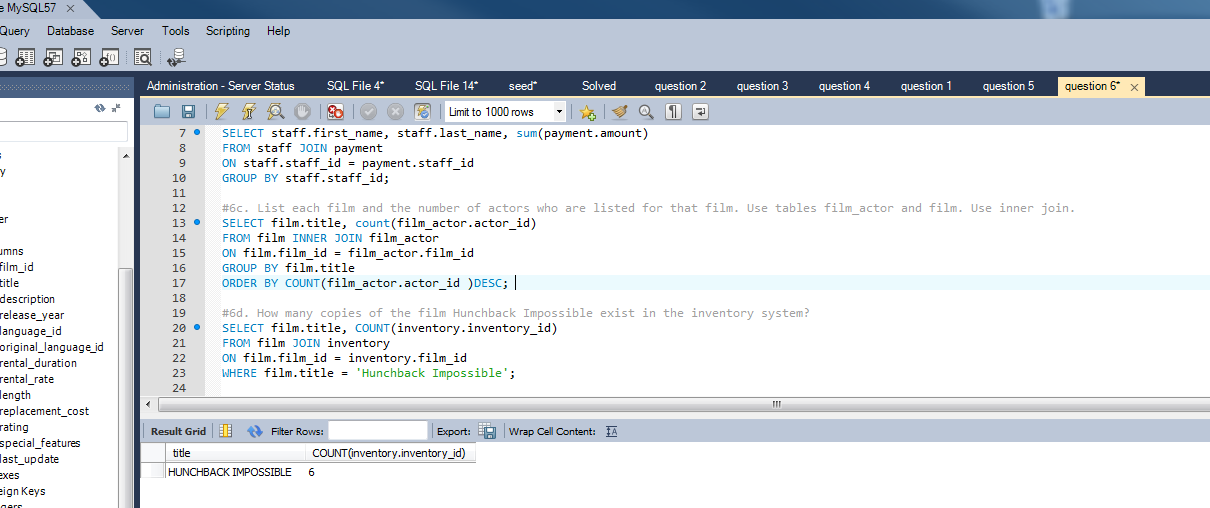 e MySQL57 ×
Query Database Server Tools Scripting Help
Administration - Server Status SQL File 4* SQL File 14* seed* Solved question 2 question 3 question 4 question 1 question 5 question 6* ×
Limit to 1000 rows
7 SELECT staff.first_name, staff.last_name, sum(payment.amount)
8 FROM staff JOIN payment
9 ON staff.staff_id = payment.staff_id
10 GROUP BY staff.staff_id;
11
12 #6c. List each film and the number of actors who are listed for that film. Use tables film_actor and film. Use inner join.
13 SELECT film.title, count(film_actor.actor_id)
14 FROM film INNER JOIN film_actor
15 ON film.film_id = film_actor.film_id
16 GROUP BY film.title
17 ORDER BY COUNT(film_actor.actor_id )DESC;
18
19 #6d. How many copies of the film Hunchback Impossible exist in the inventory system?
20 SELECT film.title, COUNT(inventory.inventory_id)
21 FROM film JOIN inventory
22 ON film.film_id = inventory.film_id
23 WHERE film.title = 'Hunchback Impossible';
24
s
y
er
umns
film_id
title
description
release_year
language_id
original_language_id
rental_duration
rental_rate
length
replacement_cost
rating
special_features
last_update
exes
eign Keys
gers
Result Grid Filter Rows: Export: Wrap Cell Content: IA
title COUNT(inventory.inventory_id)
HUNCHBACK IMPOSSIBLE 6